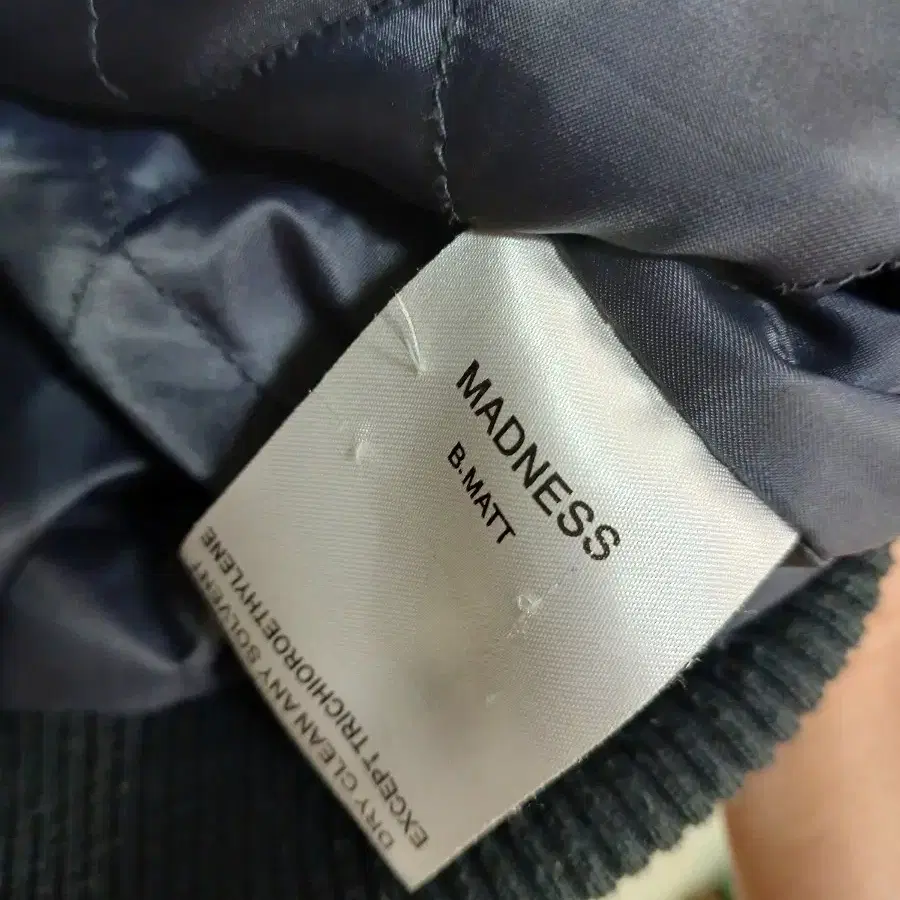 MADNESS
B.MATT
DRY CLEAN ANY SOLVENT
EXCEPT TRICHIOROETHYLENE